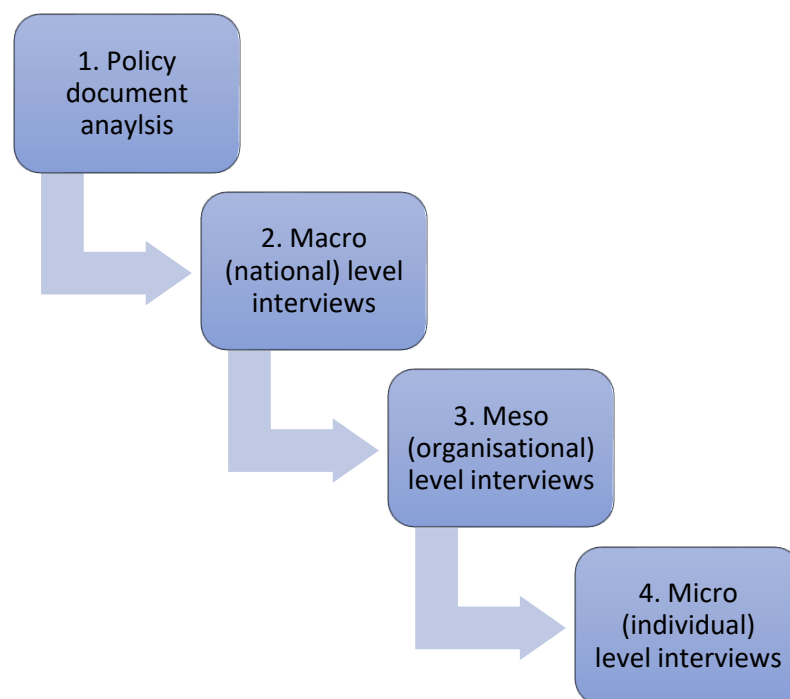 1. Policy
document
anaylsis
2. Macro
(national) level
interviews
3. Meso
(organisational)
level interviews
4. Micro
(individual)
level interviews